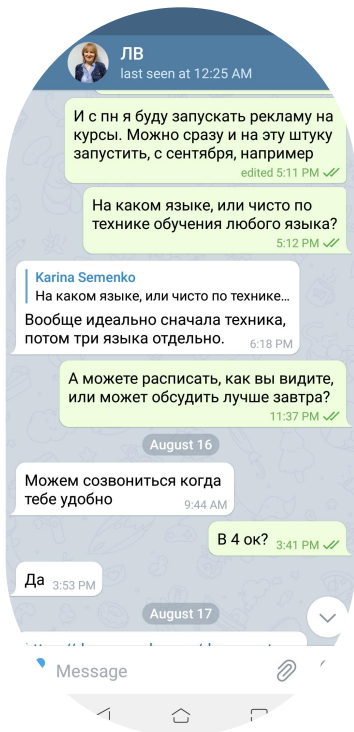 ЛВ
last seen at 12:25 AM
И с пн я буду запускать рекламу на
курсы. Можно сразу и на эту штуку
запустить, с сентября, например
edited 5:11 PM
На каком языке, или чисто по
технике обучения любого языка?
5:12 PM
Karina Semenko
На каком языке, или чисто по технике...
Вообще идеально сначала техника,
потом три языка отдельно.
6:18 PM
А можете расписать, как вы видите,
или может обсудить лучше завтра?
11:37 PM
August 16
Можем созвониться когда
тебе удобно
9:44 AM
В 4 ок? 3:41 PM
Да 3:53 PM
August 17
Message